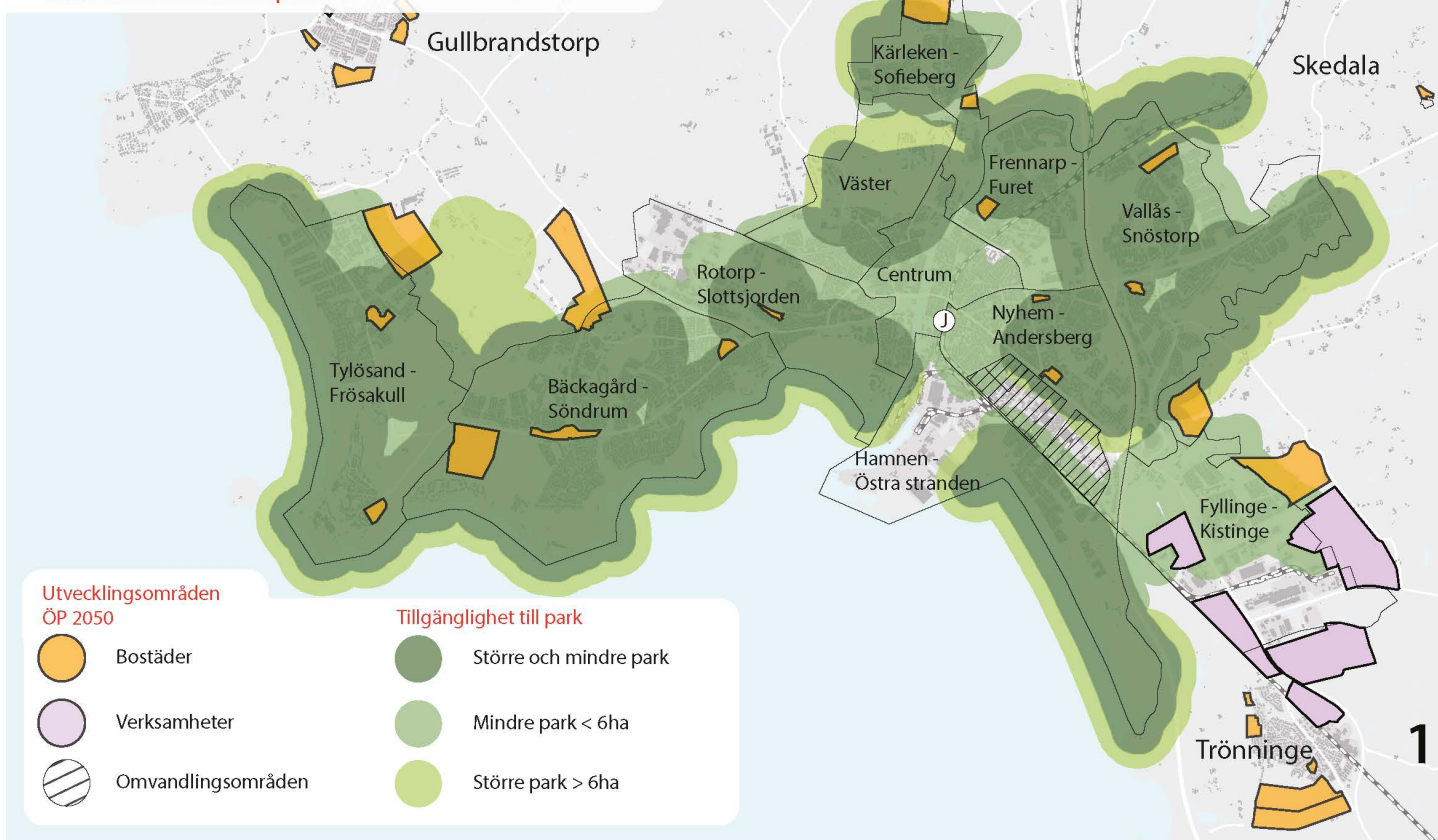 Gullbrandstorp
Kärleken -
Sofieberg
Skedala
Frennarp -
Furet
Väster
Vallås -
Snöstorp
Rotorp -
Slottsjorden
Centrum
J
Nyhem -
Andersberg
Tylösand -
Frösakull
Bäckagård -
Söndrum
Hamnen -
Östra stranden
Fyllinge -
Kistinge
Trönninge
1
Utvecklingsområden
ÖP 2050
Bostäder
Verksamheter
Omvandlingsområden
Tillgänglighet till park
Större och mindre park
Mindre park < 6ha
Större park > 6ha